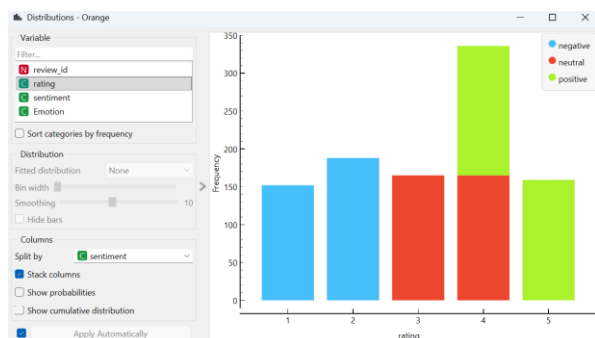 Distributions - Orange
Variable
Filter...
N review_id
C rating
C sentiment
C Emotion
Sort categories by frequency
Distribution
Fitted distribution None
Bin width
Smoothing 10
Hide bars
Columns
Split by C sentiment
Stack columns
Show probabilities
Show cumulative distribution
Apply Automatically
Frequency
350
300
250
200
150
100
50
0
1 2 3 4 5
rating
negative
neutral
positive